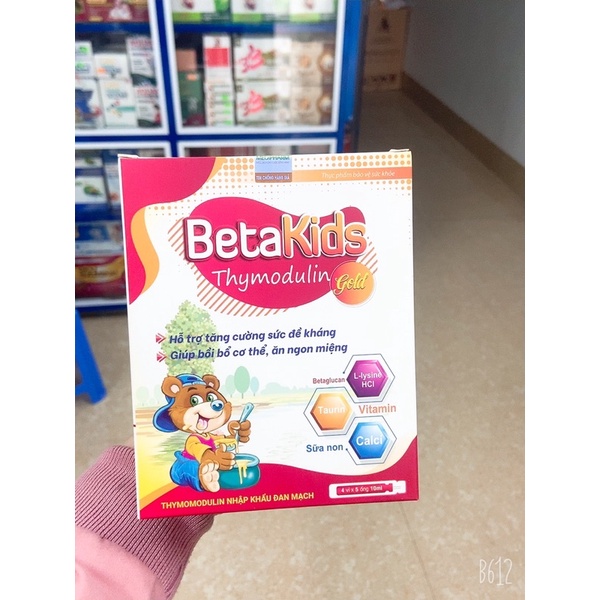 Thực phẩm bảo vệ sức khỏe
BetaKids
Thymodulin
Gold
Hỗ trợ tăng cường sức đề kháng
Giúp bồi bổ cơ thể, ăn ngon miệng
Betaglucan
L-lysine
HCl
Taurin
Vitamin
Sữa non
Calci
4 vỉ x 5 ống 10ml
THYMOMODULIN NHẬP KHẨU ĐAN MẠCH
B612